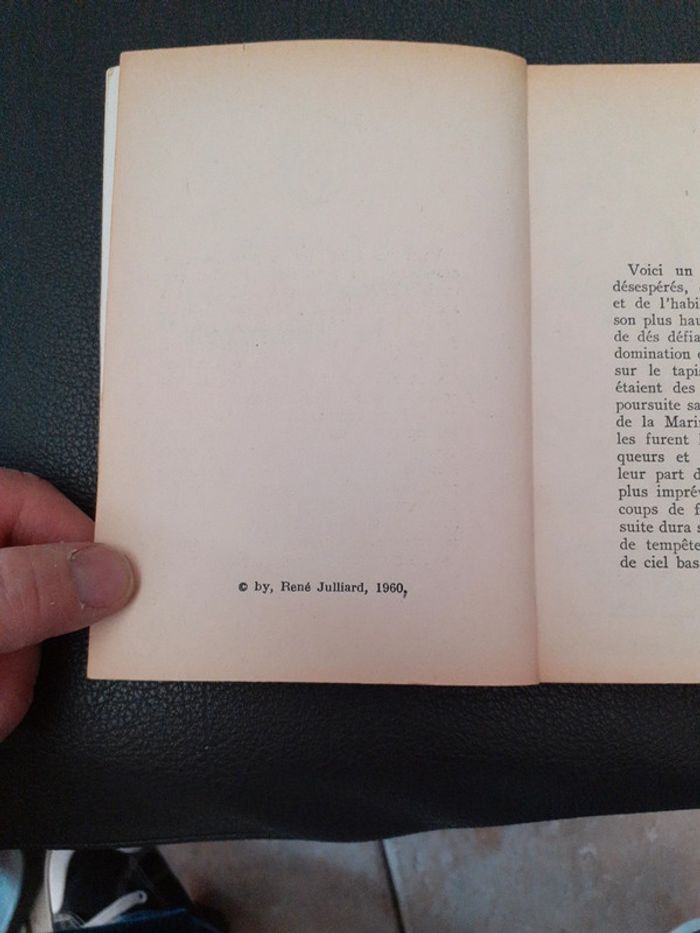 © by, René Julliard, 1960,
Voici un
désespérés,
et de l'habi
son plus hau
de dés défia
domination
sur le tapis
étaient des
poursuite sa
de la Mari
les furent
queurs et
leur part d
plus imprév
coups de f
suite dura s
de tempête
de ciel bas